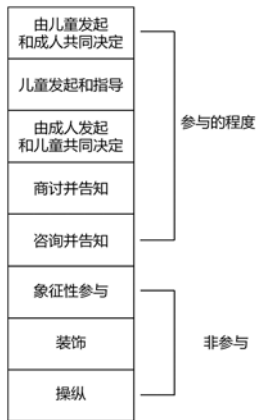 由儿童发起
和成人共同决定
儿童发起和指导
由成人发起
和儿童共同决定
商讨并告知
咨询并告知
象征性参与
装饰
操纵
参与的程度
非参与